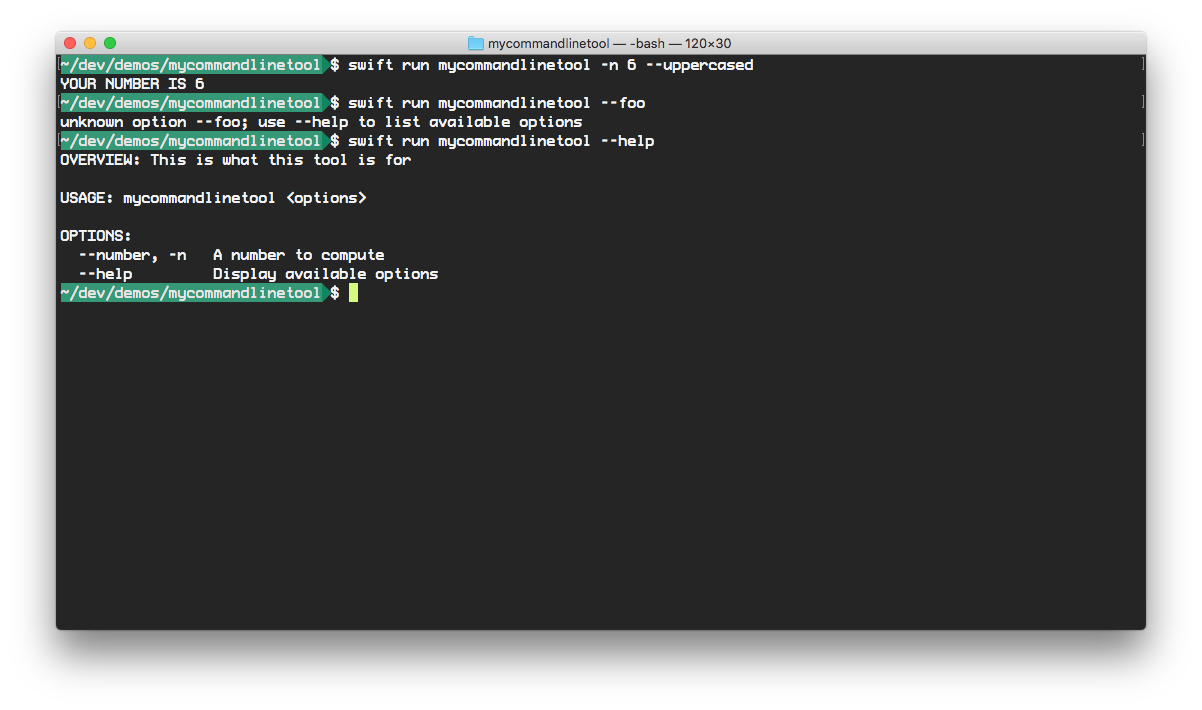 mycommandlinetool — -bash — 120×30
~/dev/demos/mycommandlinetool $ swift run mycommandlinetool -n 6 --uppercased
YOUR NUMBER IS 6
~/dev/demos/mycommandlinetool $ swift run mycommandlinetool --foo
unknown option --foo; use --help to list available options
~/dev/demos/mycommandlinetool $ swift run mycommandlinetool --help
OVERVIEW: This is what this tool is for
USAGE: mycommandlinetool <options>
OPTIONS:
--number, -n   A number to compute
--help         Display available options
~/dev/demos/mycommandlinetool $